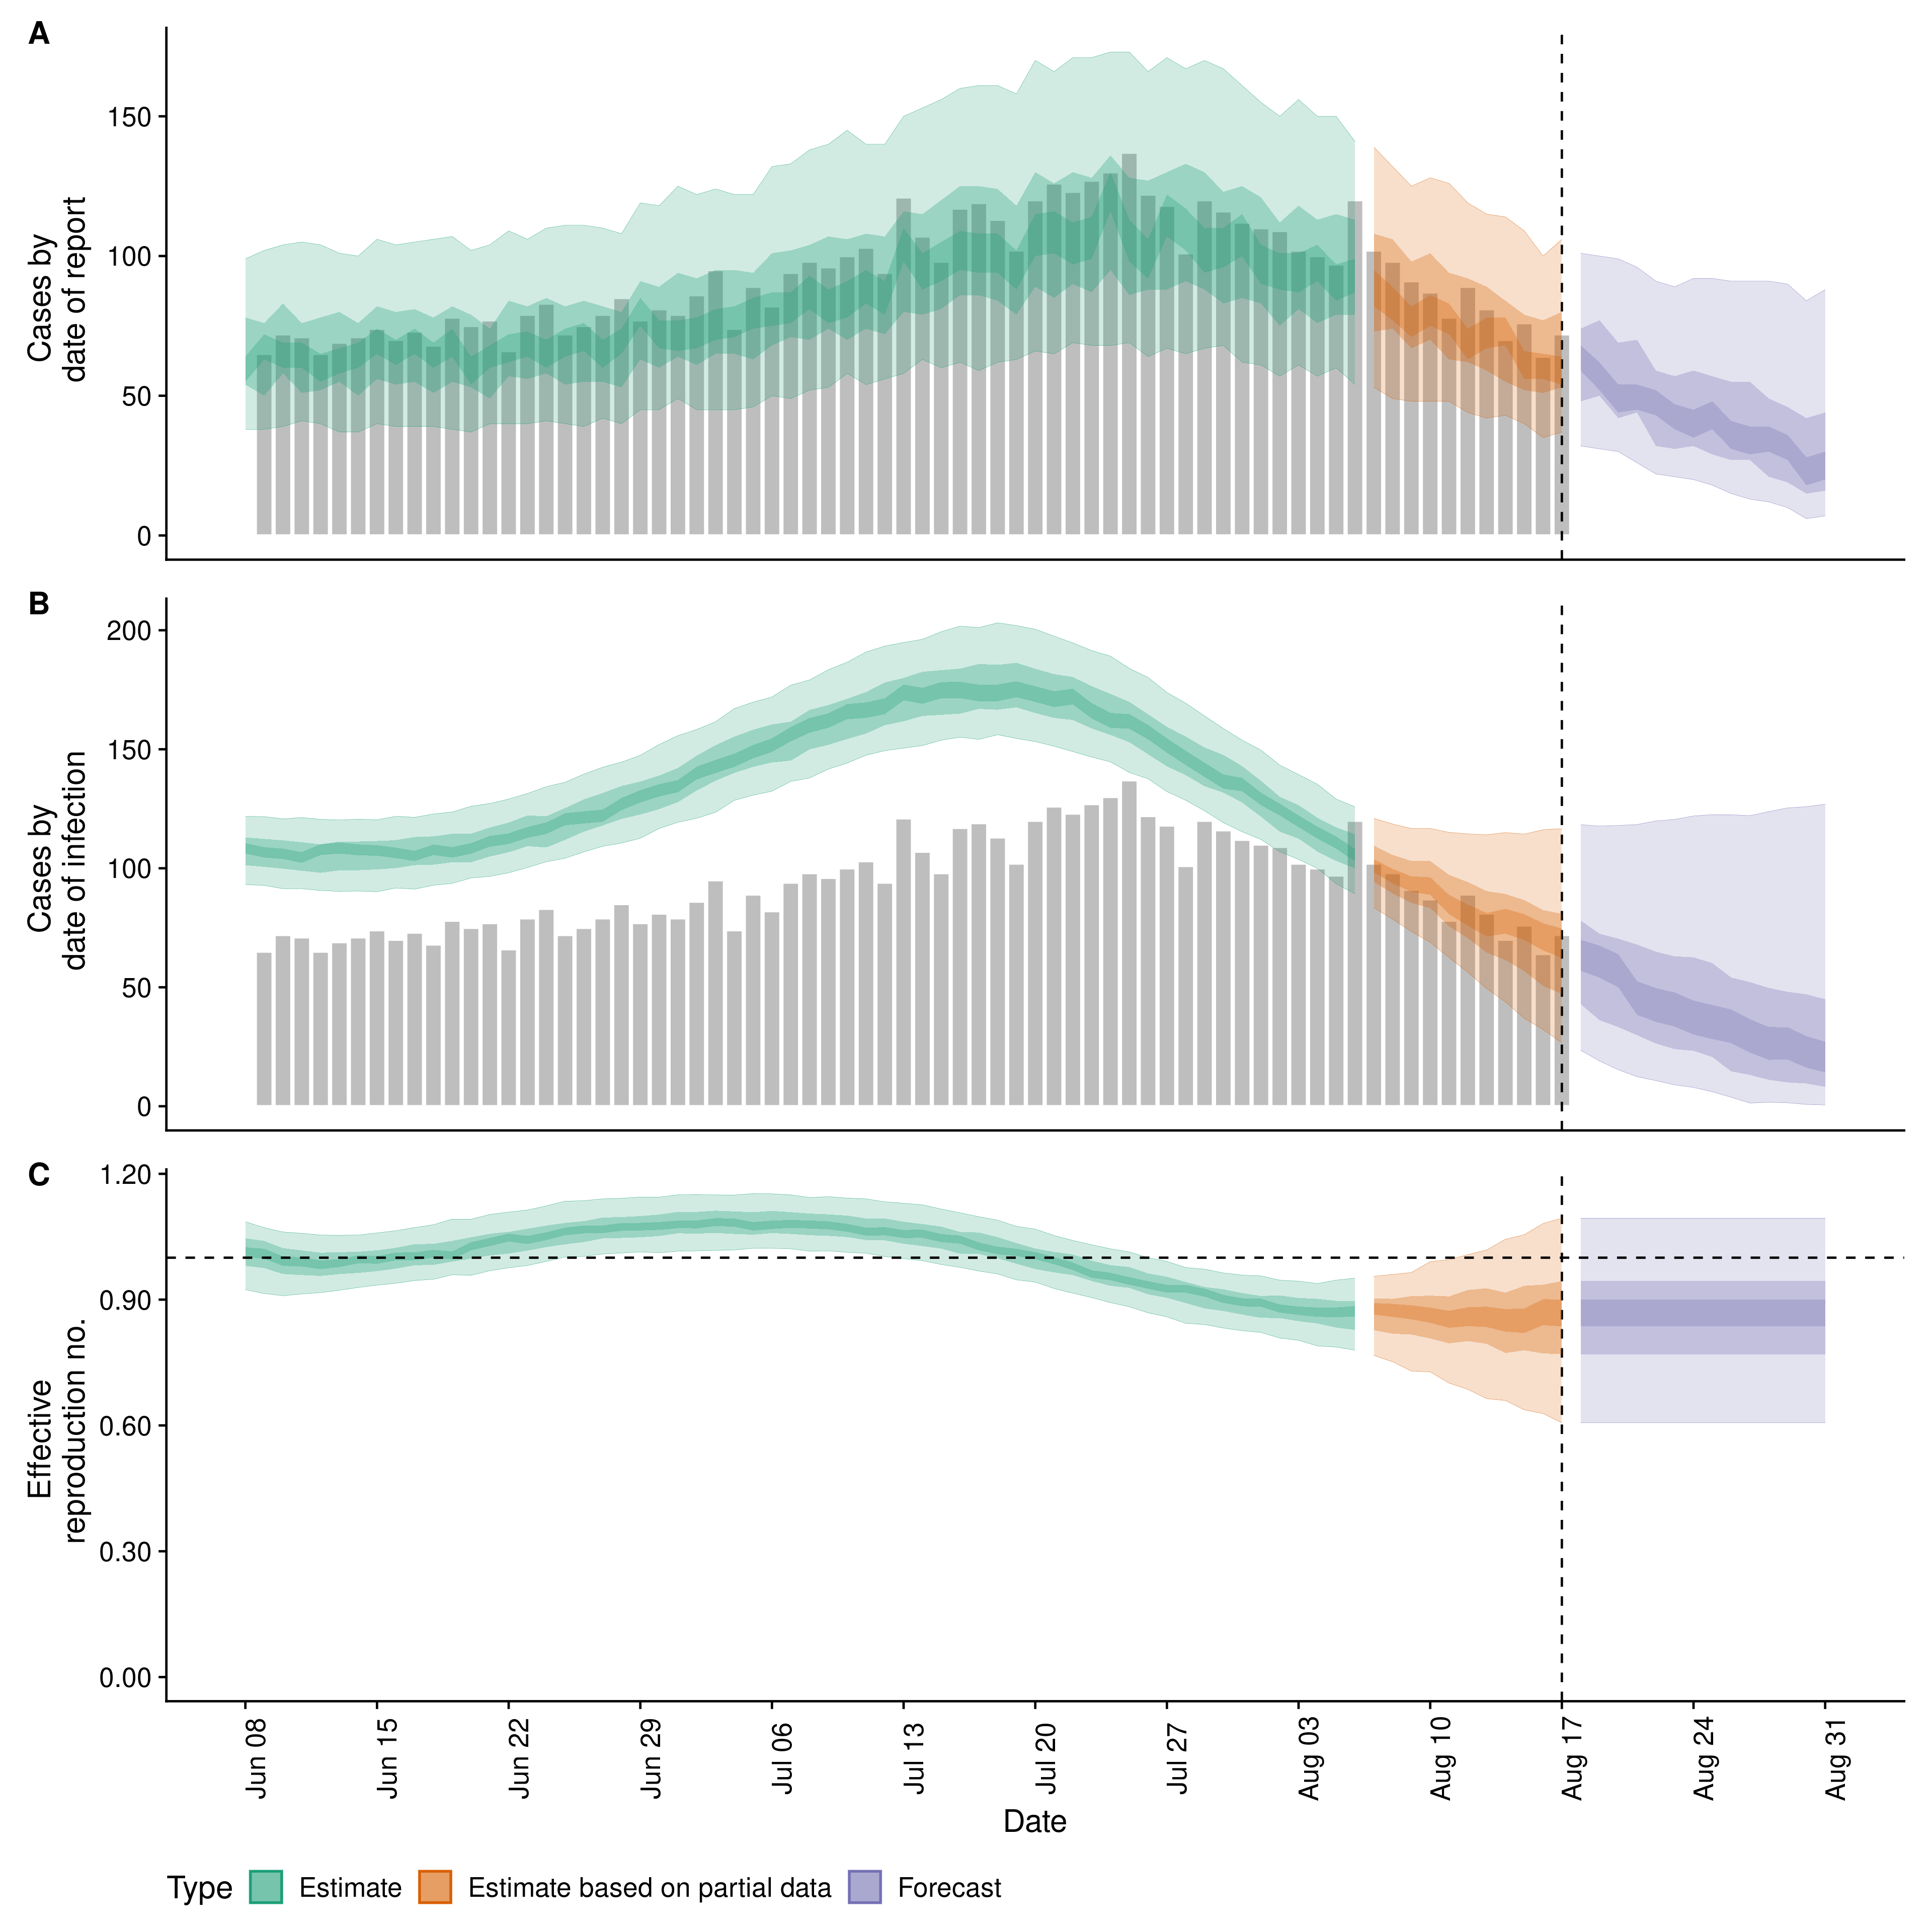 A
Cases by
date of report
150
100
50
0
B
Cases by
date of infection
200
150
100
50
0
C
Effective
reproduction no.
1.20
0.90
0.60
0.30
0.00
Jun 08
Jun 15
Jun 22
Jun 29
Jul 06
Jul 13
Jul 20
Jul 27
Aug 03
Aug 10
Aug 17
Aug 24
Aug 31
Date
Type Estimate Estimate based on partial data Forecast